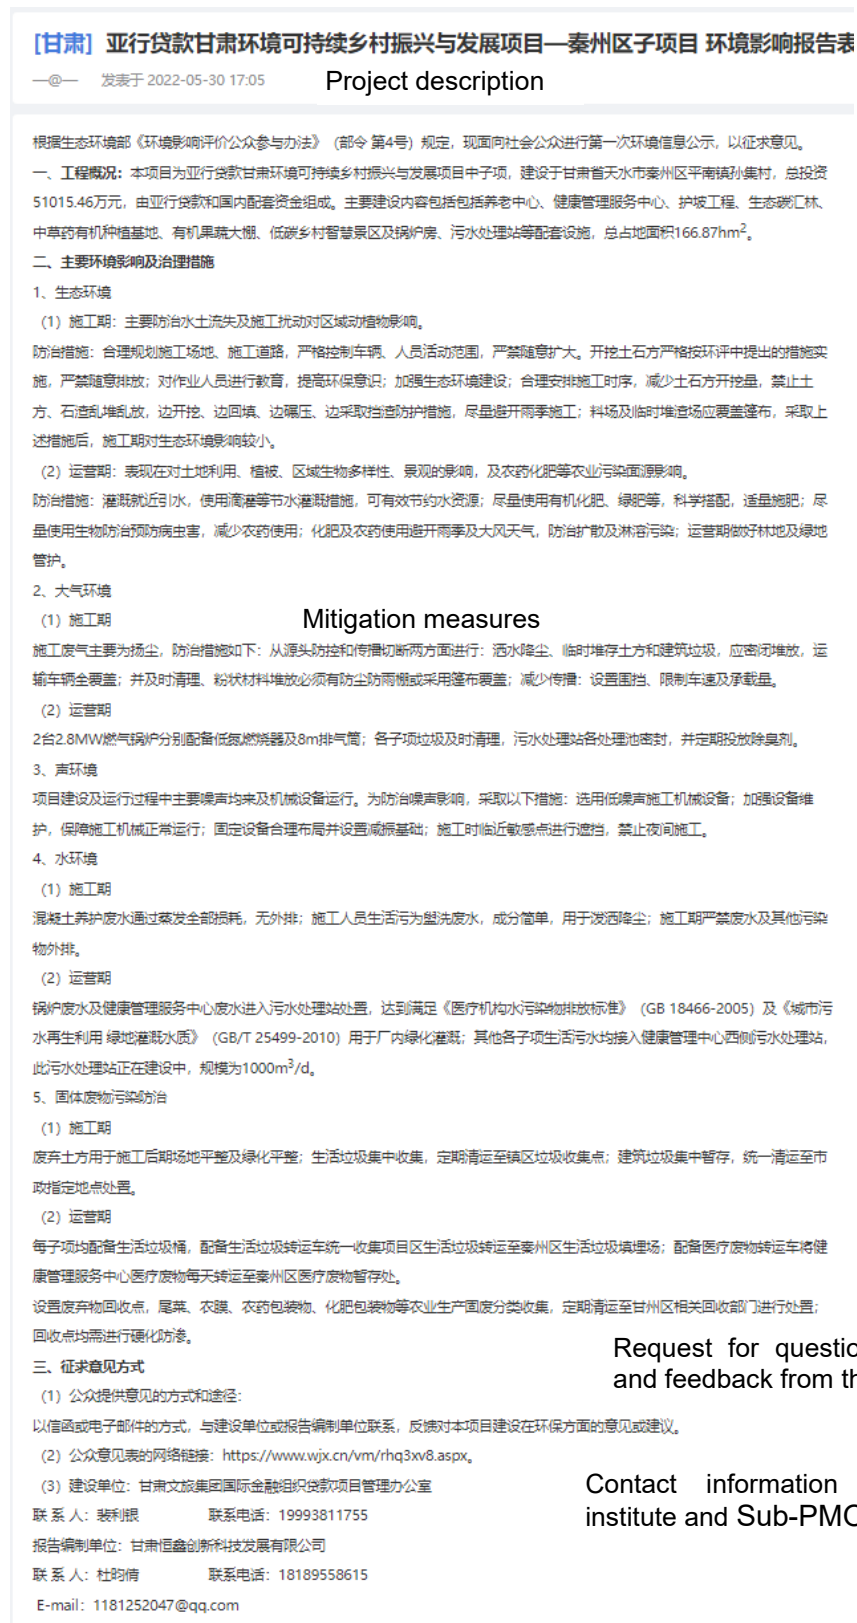 [甘肃] 亚行贷款甘肃环境可持续乡村振兴与发展项目—秦州区子项目 环境影响报告表
—@— 发表于 2022-05-30 17:05
Project description
根据生态环境部《环境影响评价公众参与办法》（部令 第4号）规定，现面向社会公众进行第一次环境信息公示，以征求意见。
一、工程概况：本项目为亚行贷款甘肃环境可持续乡村振兴与发展项目中子项，建设于甘肃省天水市秦州区平南镇孙集村，总投资
51015.46万元，由亚行贷款和国内配套资金组成。主要建设内容包括包括养老中心、健康管理服务中心、护坡工程、生态碳汇林、
中草药有机种植基地、有机果蔬大棚、低碳乡村智慧景区及锅炉房、污水处理站等配套设施，总占地面积166.87hm²。
二、主要环境影响及治理措施
1、生态环境
（1）施工期：主要防治水土流失及施工扰动对区域动植物影响。
防治措施：合理规划施工场地、施工道路，严格控制车辆、人员活动范围，严禁随意扩大。开挖土石方严格按环评中提出的措施实
施，严禁随意排放；对作业人员进行教育，提高环保意识；加强生态环境建设；合理安排施工时序，减少土石方开挖量，禁止土
方、石渣乱堆乱放，边开挖、边回填、边碾压、边采取挡渣防护措施，尽量避开雨季施工；料场及临时堆渣场应覆盖篷布，采取上
述措施后，施工期对生态环境影响较小。
（2）运营期：表现在对土地利用、植被、区域生物多样性、景观的影响，及农药化肥等农业污染面源影响。
防治措施：灌溉就近引水，使用滴灌等节水灌溉措施，可有效节约水资源；尽量使用有机化肥、绿肥等，科学搭配，适量施肥；尽
量使用生物防治预防病虫害，减少农药使用；化肥及农药使用避开雨季及大风天气，防治扩散及淋溶污染；运营期做好林地及绿地
管护。
2、大气环境
（1）施工期
Mitigation measures
施工废气主要为扬尘，防治措施如下：从源头防控和传播切断两方面进行：洒水降尘、临时堆存土方和建筑垃圾，应密闭堆放，运
输车辆全覆盖；并及时清理、粉状材料堆放必须有防尘防雨棚或采用篷布覆盖；减少传播：设置围挡、限制车速及承载量。
（2）运营期
2台2.8MW燃气锅炉分别配备低氮燃烧器及8m排气筒；各子项垃圾及时清理，污水处理站各处理池密封，并定期投放除臭剂。
3、声环境
项目建设及运行过程中主要噪声均来及机械设备运行。为防治噪声影响，采取以下措施：选用低噪声施工机械设备；加强设备维
护，保障施工机械正常运行；固定设备合理布局并设置减振基础；施工时临近敏感点进行遮挡，禁止夜间施工。
4、水环境
（1）施工期
混凝土养护废水通过蒸发全部损耗，无外排；施工人员生活污为盥洗废水，成分简单，用于泼洒降尘；施工期严禁废水及其他污染
物外排。
（2）运营期
锅炉废水及健康管理服务中心废水进入污水处理站处置，达到满足《医疗机构水污染物排放标准》（GB 18466-2005）及《城市污
水再生利用 绿地灌溉水质》（GB/T 25499-2010）用于厂内绿化灌溉；其他各子项生活污水均接入健康管理中心西侧污水处理站，
此污水处理站正在建设中，规模为1000m³/d。
5、固体废物污染防治
（1）施工期
废弃土方用于施工后期场地平整及绿化平整；生活垃圾集中收集，定期清运至镇区垃圾收集点；建筑垃圾集中暂存，统一清运至市
政指定地点处置。
（2）运营期
每子项均配备生活垃圾桶，配备生活垃圾转运车统一收集项目区生活垃圾转运至秦州区生活垃圾填埋场；配备医疗废物转运车将健
康管理服务中心医疗废物每天转运至秦州区医疗废物暂存处。
设置废弃物回收点，尾菜、农膜、农药包装物、化肥包装物等农业生产固废分类收集，定期清运至甘州区相关回收部门进行处置；
回收点均需进行硬化防渗。
Request for questio
and feedback from th
三、征求意见方式
（1）公众提供意见的方式和途径：
以信函或电子邮件的方式，与建设单位或报告编制单位联系，反馈对本项目建设在环保方面的意见或建议。
（2）公众意见表的网络链接：https://www.wjx.cn/vm/rhq3xv8.aspx。
（3）建设单位：甘肃文旅集团国际金融组织贷款项目管理办公室
Contact information
institute and Sub-PMO
联 系 人：裴利银 联系电话：19993811755
报告编制单位：甘肃恒鑫创新科技发展有限公司
联 系 人：杜昀倩 联系电话：18189558615
E-mail：1181252047@qq.com